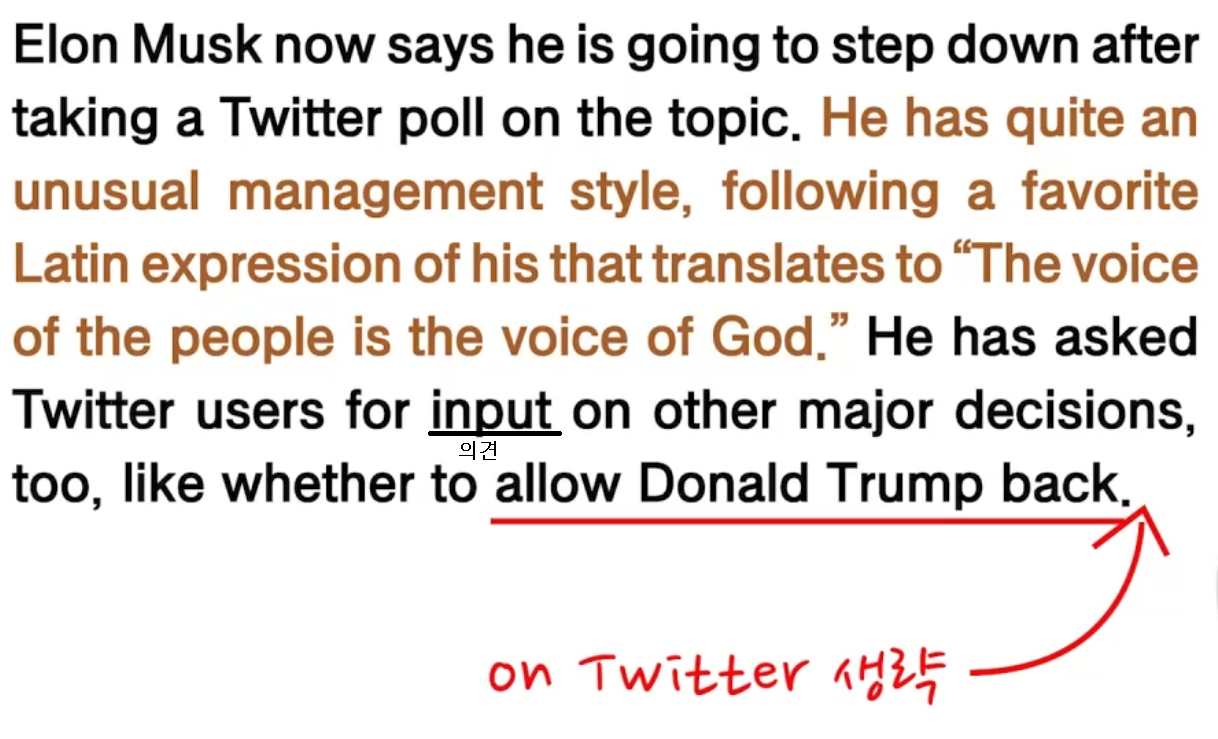 Elon Musk now says he is going to step down after
taking a Twitter poll on the topic. He has quite an
unusual management style, following a favorite
Latin expression of his that translates to “The voice
of the people is the voice of God.” He has asked
Twitter users for input on other major decisions,
의견
too, like whether to allow Donald Trump back.
on Twitter 생략